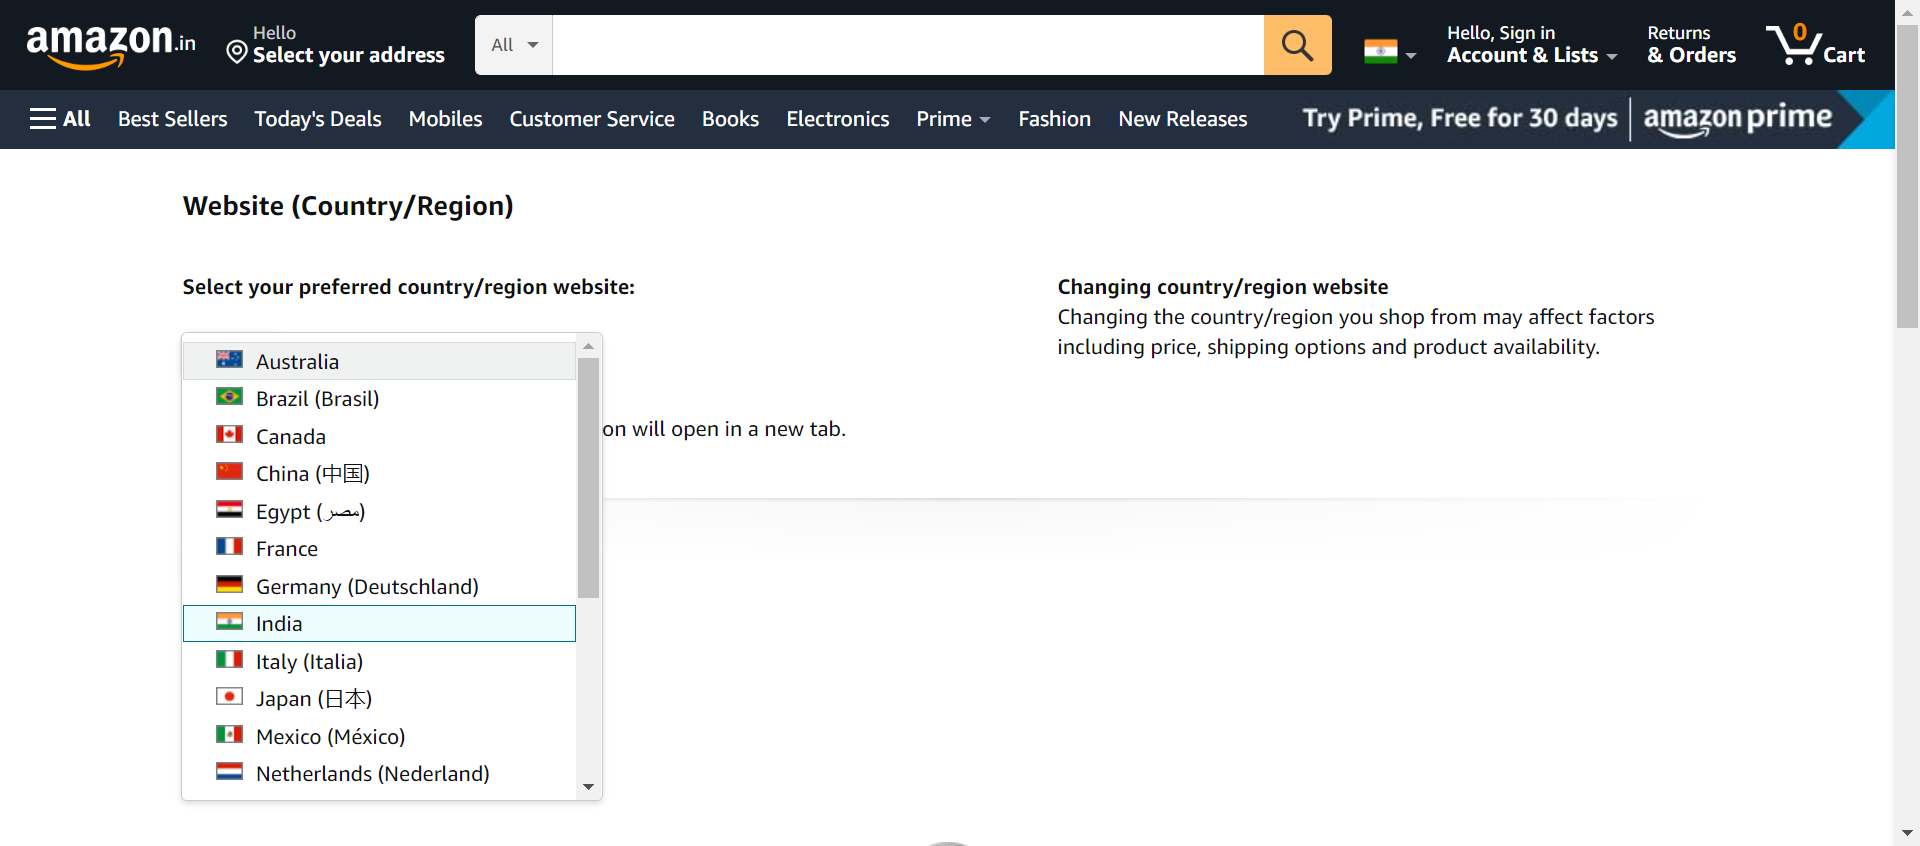 amazon.in
Hello
Select your address
All
Hello, Sign in
Account & Lists
Returns
& Orders
0
Cart
All
Best Sellers
Today's Deals
Mobiles
Customer Service
Books
Electronics
Prime
Fashion
New Releases
Try Prime, Free for 30 days
amazon prime
Website (Country/Region)
Select your preferred country/region website:
Changing country/region website
Changing the country/region you shop from may affect factors
including price, shipping options and product availability.
Australia
Brazil (Brasil)
Canada
on will open in a new tab.
China (中国)
Egypt (مصر)
France
Germany (Deutschland)
India
Italy (Italia)
Japan (日本)
Mexico (México)
Netherlands (Nederland)